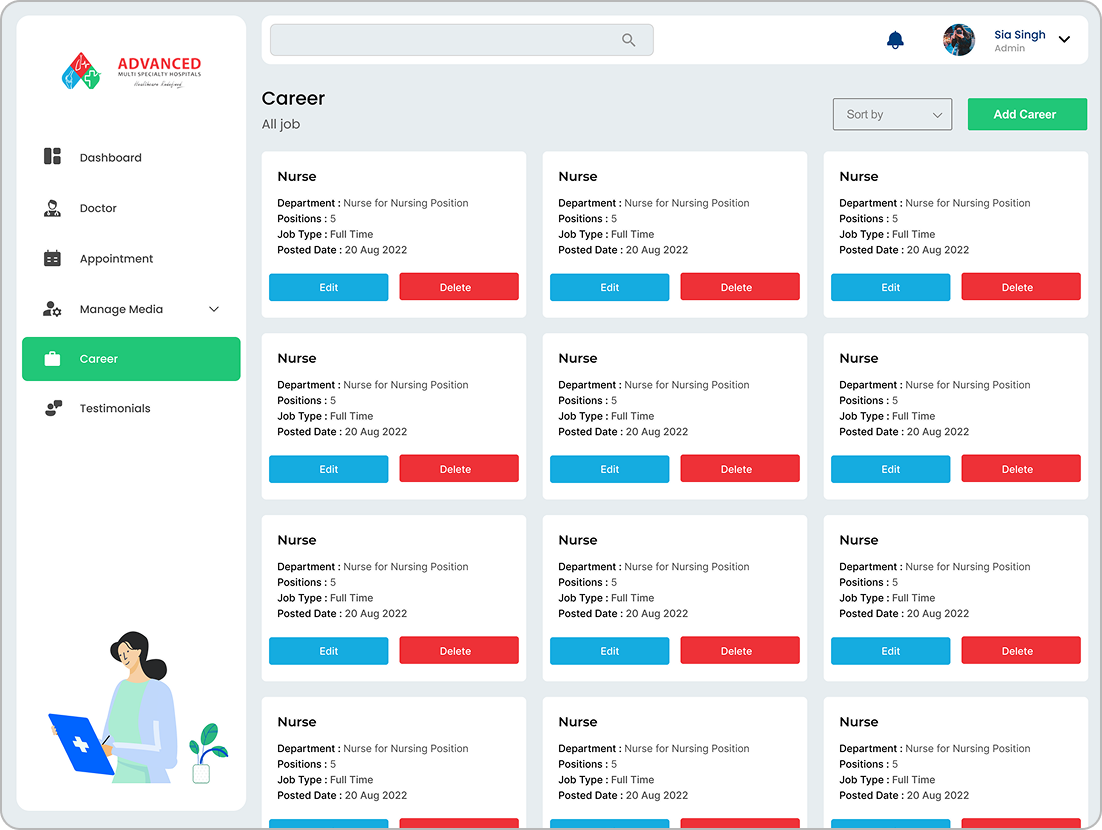 ADVANCED
MULTI SPECIALTY HOSPITALS
Healthcare Redefined
Dashboard
Doctor
Appointment
Manage Media
Career
Testimonials
Sia Singh
Admin
Career
All job
Sort by
Add Career
Nurse
Department : Nurse for Nursing Position
Positions : 5
Job Type : Full Time
Posted Date : 20 Aug 2022
Edit
Delete
Nurse
Department : Nurse for Nursing Position
Positions : 5
Job Type : Full Time
Posted Date : 20 Aug 2022
Edit
Delete
Nurse
Department : Nurse for Nursing Position
Positions : 5
Job Type : Full Time
Posted Date : 20 Aug 2022
Edit
Delete
Nurse
Department : Nurse for Nursing Position
Positions : 5
Job Type : Full Time
Posted Date : 20 Aug 2022
Edit
Delete
Nurse
Department : Nurse for Nursing Position
Positions : 5
Job Type : Full Time
Posted Date : 20 Aug 2022
Edit
Delete
Nurse
Department : Nurse for Nursing Position
Positions : 5
Job Type : Full Time
Posted Date : 20 Aug 2022
Edit
Delete
Nurse
Department : Nurse for Nursing Position
Positions : 5
Job Type : Full Time
Posted Date : 20 Aug 2022
Edit
Delete
Nurse
Department : Nurse for Nursing Position
Positions : 5
Job Type : Full Time
Posted Date : 20 Aug 2022
Edit
Delete
Nurse
Department : Nurse for Nursing Position
Positions : 5
Job Type : Full Time
Posted Date : 20 Aug 2022
Edit
Delete
Nurse
Department : Nurse for Nursing Position
Positions : 5
Job Type : Full Time
Posted Date : 20 Aug 2022
Nurse
Department : Nurse for Nursing Position
Positions : 5
Job Type : Full Time
Posted Date : 20 Aug 2022
Nurse
Department : Nurse for Nursing Position
Positions : 5
Job Type : Full Time
Posted Date : 20 Aug 2022